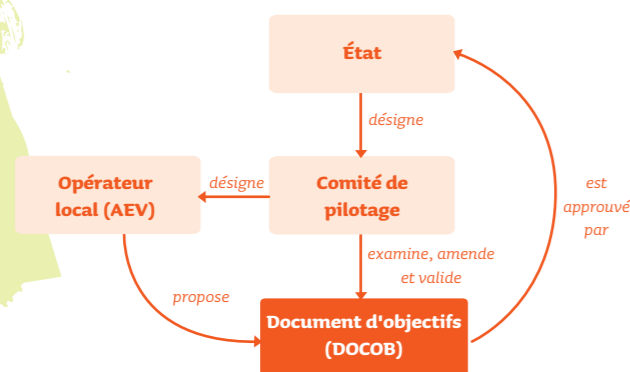 État
désigne
Opérateur
local (AEV)
désigne
Comité de
pilotage
est
approuvé
par
examine, amende
et valide
propose
Document d'objectifs
(DOCOB)